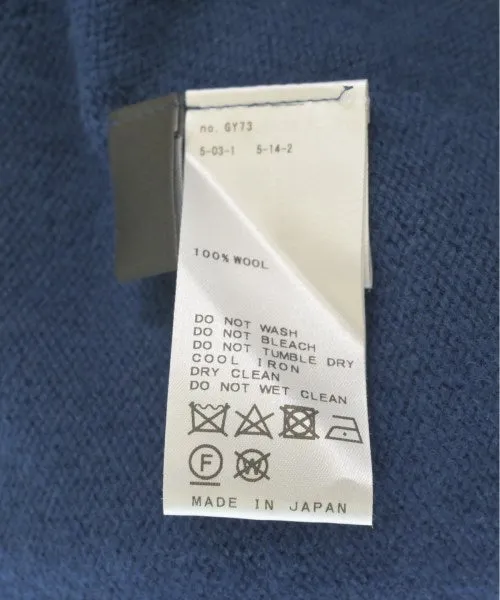 no. GY73
5-03-1 5-14-2
100% WOOL
DO NOT WASH
DO NOT BLEACH
DO NOT TUMBLE DRY
COOL IRON
DRY CLEAN
DO NOT WET CLEAN
F W
MADE IN JAPAN